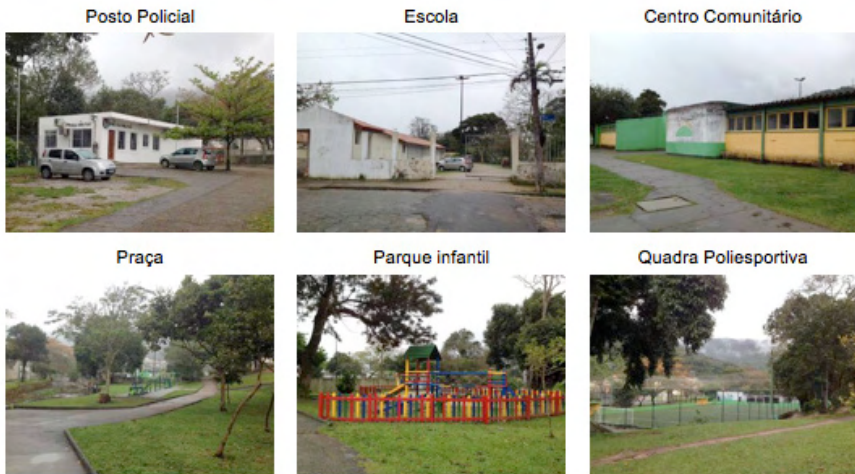 Posto Policial
Escola
Centro Comunitário
Praça
Parque infantil
Quadra Poliesportiva